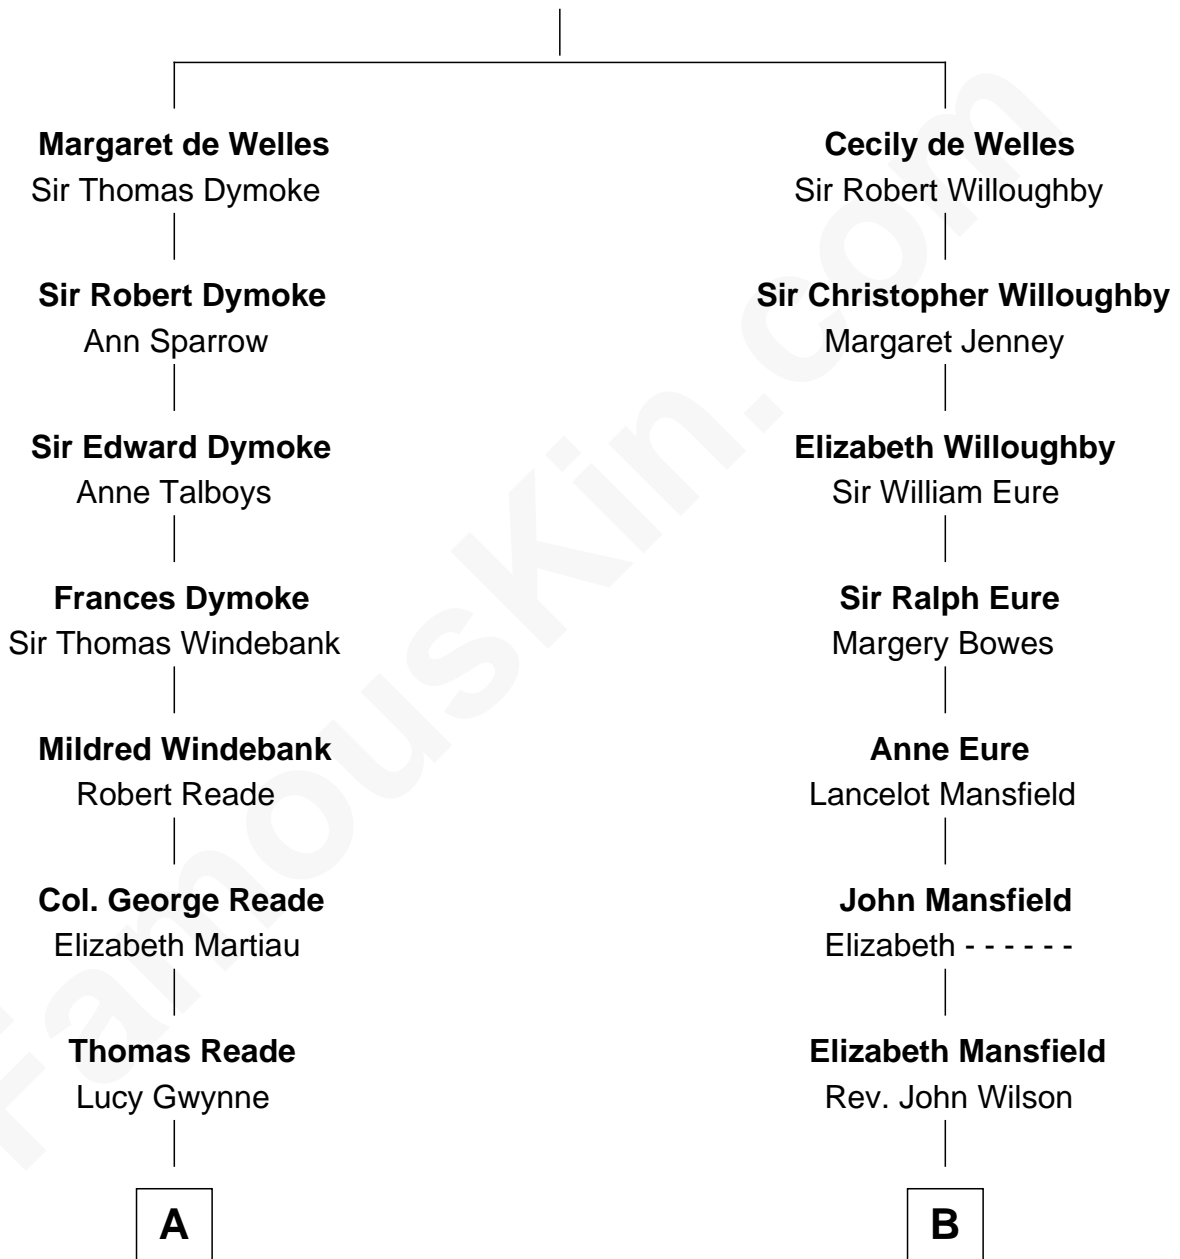 Margaret de Welles
Sir Thomas Dymoke
Cecily de Welles
Sir Robert Willoughby
Sir Robert Dymoke
Ann Sparrow
Sir Christopher Willoughby
Margaret Jenney
Sir Edward Dymoke
Anne Talboys
Elizabeth Willoughby
Sir William Eure
Frances Dymoke
Sir Thomas Windebank
Sir Ralph Eure
Margery Bowes
Mildred Windebank
Robert Reade
Anne Eure
Lancelot Mansfield
Col. George Reade
Elizabeth Martiau
John Mansfield
Elizabeth - - - - - -
Thomas Reade
Lucy Gwynne
Elizabeth Mansfield
Rev. John Wilson
A
B
FamousKin.com